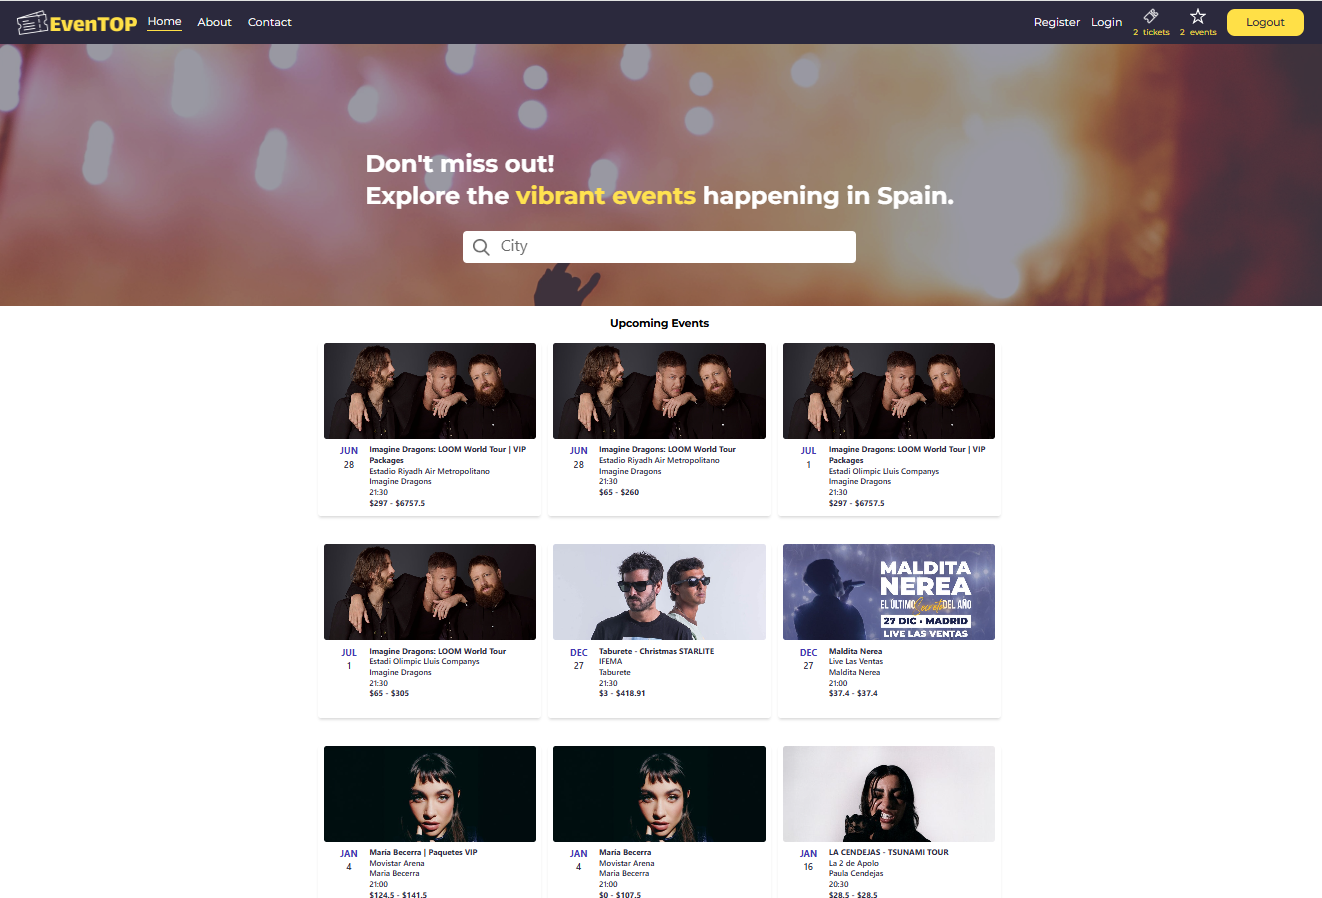 EvenTOP
Home
About
Contact
Register
Login
2 tickets
2 events
Logout
Don't miss out!
Explore the vibrant events happening in Spain.
City
Upcoming Events
JUN
28
Imagine Dragons: LOOM World Tour | VIP
Packages
Estadio Riyadh Air Metropolitano
Imagine Dragons
21:30
$297 - $6757.5
JUN
28
Imagine Dragons: LOOM World Tour
Estadio Riyadh Air Metropolitano
Imagine Dragons
21:30
$65 - $260
JUL
1
Imagine Dragons: LOOM World Tour | VIP
Packages
Estadi Olímpic Lluis Companys
Imagine Dragons
21:30
$297 - $6757.5
JUL
1
Imagine Dragons: LOOM World Tour
Estadi Olímpic Lluis Companys
Imagine Dragons
21:30
$65 - $305
DEC
27
Taburete - Christmas STARLITE
IFEMA
Taburete
21:30
$3 - $418.91
MALDITA
NEREA
EL ÚLTIMO Secreto DEL AÑO
27 DIC • MADRID
LIVE LAS VENTAS
DEC
27
Maldita Nerea
Live Las Ventas
Maldita Nerea
21:00
$37.4 - $37.4
JAN
4
María Becerra | Paquetes VIP
Movistar Arena
María Becerra
21:00
$124.5 - $141.5
JAN
4
María Becerra
Movistar Arena
María Becerra
21:00
$0 - $107.5
JAN
16
LA CENDEJAS - TSUNAMI TOUR
La 2 de Apolo
Paula Cendejas
20:30
$28.5 - $28.5